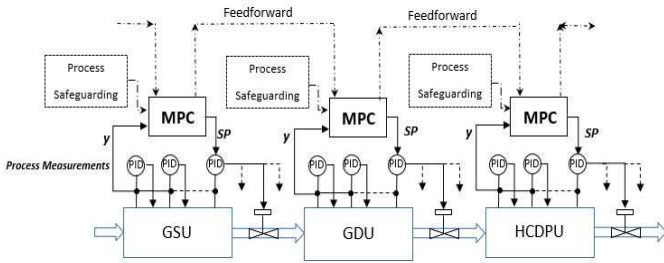 Feedforward
Feedforward
Process
Safeguarding
Process
Safeguarding
Process
Safeguarding
MPC
MPC
MPC
y
SP
y
SP
y
SP
Process Measurements
PID
PID
PID
PID
PID
PID
PID
PID
PID
GSU
GDU
HCDPU